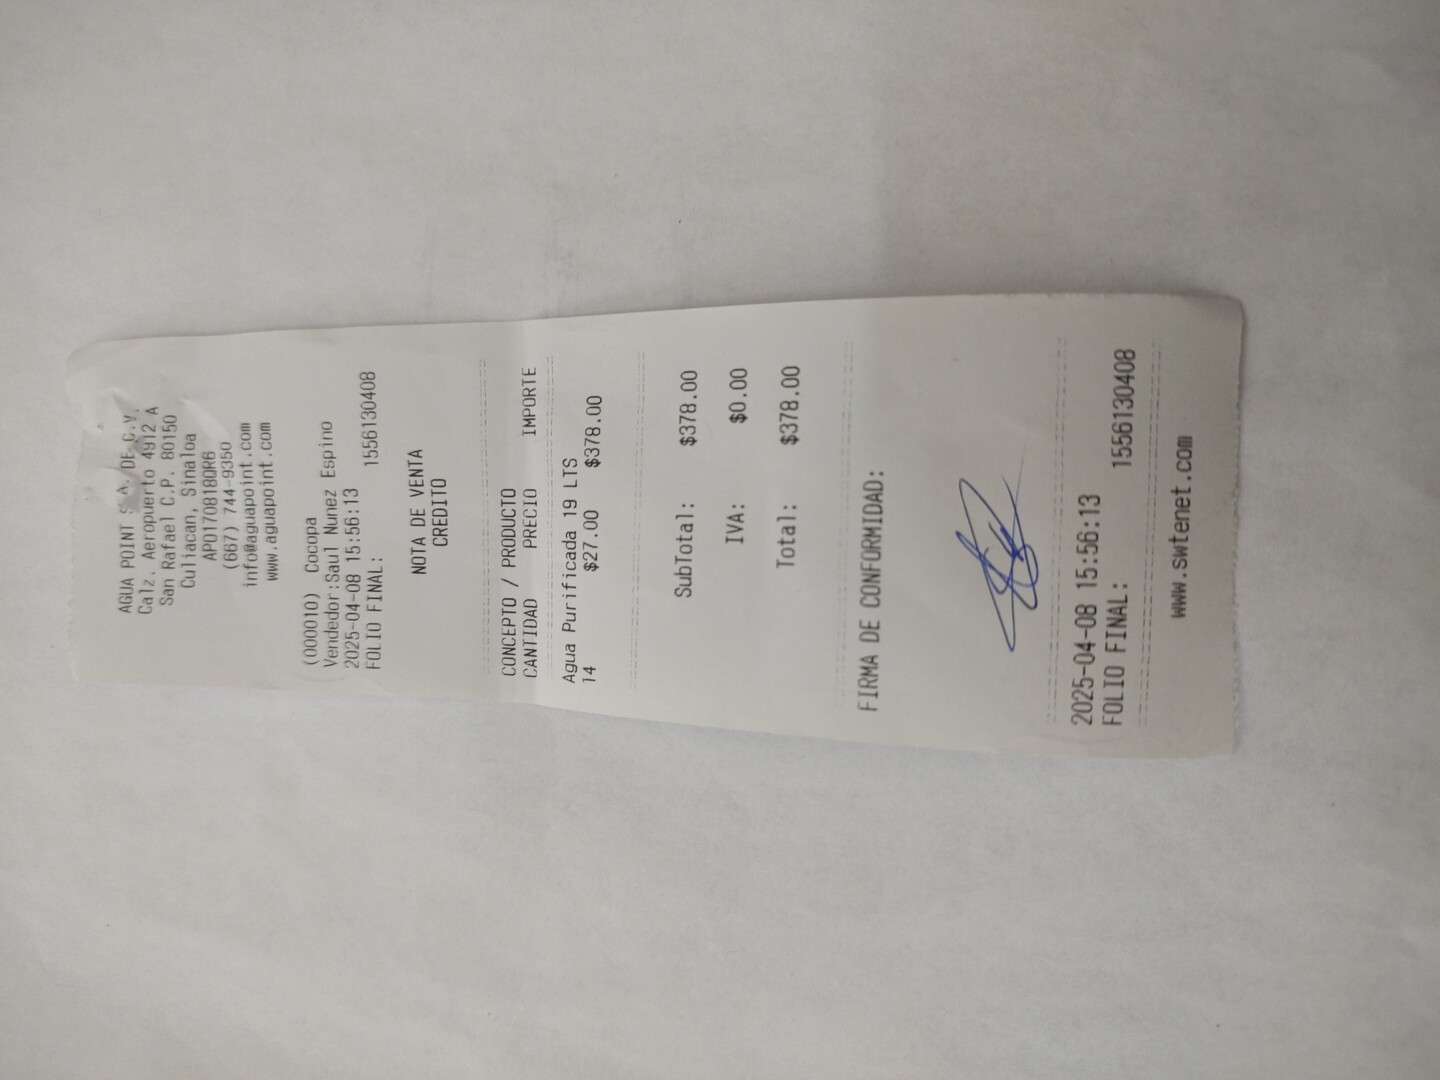 AGUA POINT S.A. DE C.V.
Calz. Aeropuerto 4912 A
San Rafael C.P. 80150
Culiacan, Sinaloa
APO170818QR6
(667) 744-9350
info@aguapoint.com
www.aguapoint.com
(000010) Cocopa
Vendedor:Saul Nunez Espino
2025-04-08 15:56:13
FOLIO FINAL: 1556130408
NOTA DE VENTA
CREDITO
CONCEPTO / PRODUCTO
CANTIDAD PRECIO IMPORTE
Agua Purificada 19 LTS
14 $27.00 $378.00
SubTotal: $378.00
IVA: $0.00
Total: $378.00
FIRMA DE CONFORMIDAD:
2025-04-08 15:56:13
FOLIO FINAL: 1556130408
www.swtenet.com